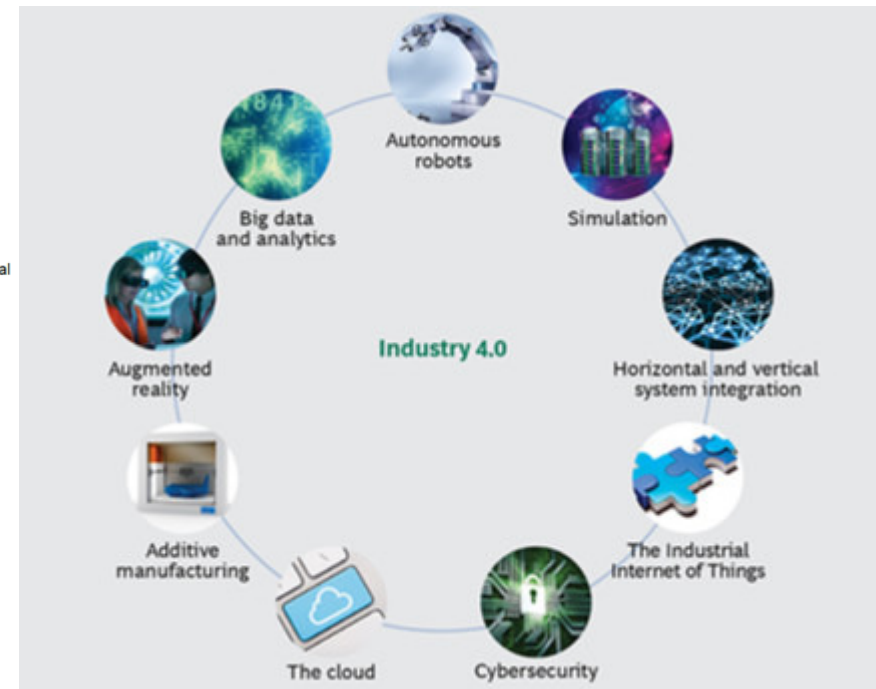 Autonomous
robots
Simulation
Horizontal and vertical
system integration
The Industrial
Internet of Things
Cybersecurity
The cloud
Additive
manufacturing
Augmented
reality
Big data
and analytics
Industry 4.0
al